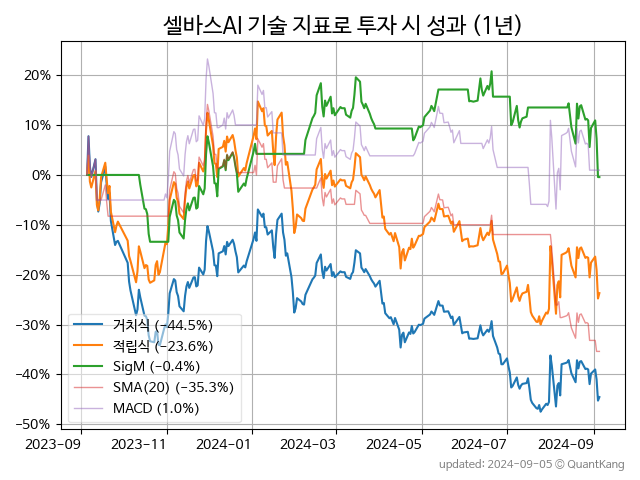 셀바스AI 기술 지표로 투자 시 성과 (1년)
20%
10%
0%
−10%
−20%
−30%
−40%
−50%
거치식 (−44.5%)
적립식 (−23.6%)
SigM (−0.4%)
SMA(20) (−35.3%)
MACD (1.0%)
2023-09
2023-11
2024-01
2024-03
2024-05
2024-07
2024-09
updated: 2024-09-05 © QuantKang